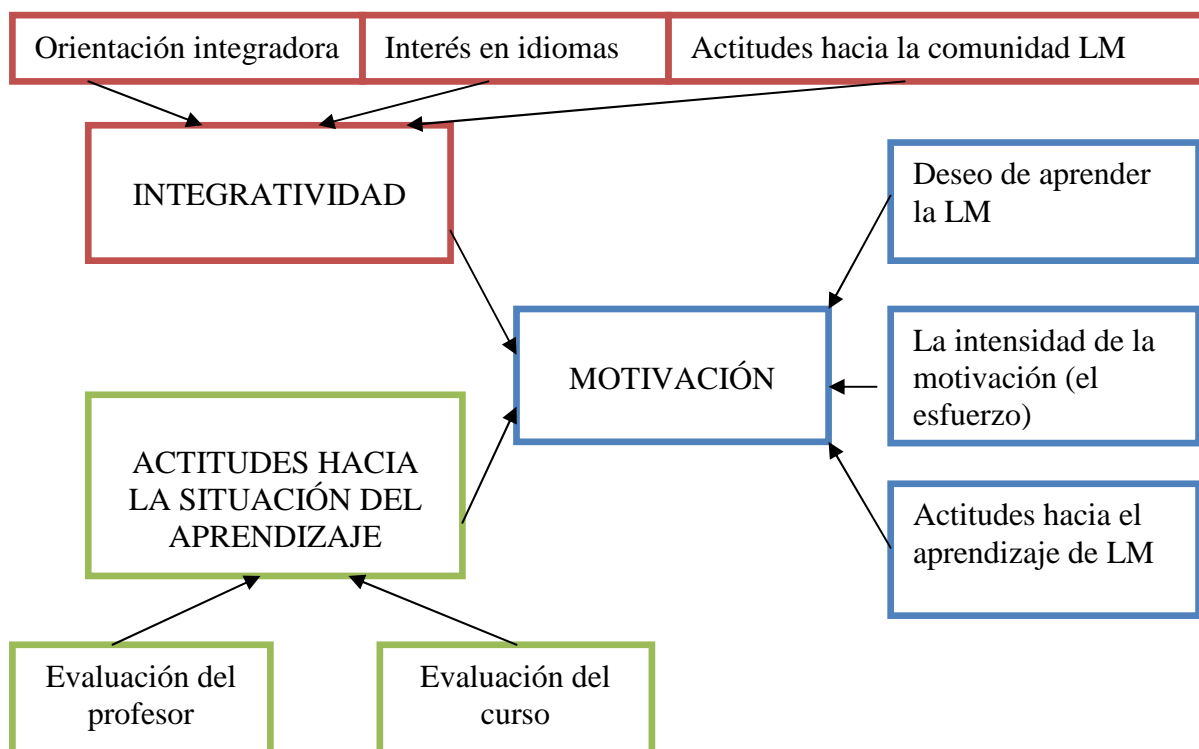 Orientación integradora
Interés en idiomas
Actitudes hacia la comunidad LM
INTEGRATIVIDAD
Deseo de aprender
la LM
MOTIVACIÓN
La intensidad de la
motivación (el
esfuerzo)
ACTITUDES HACIA
LA SITUACIÓN DEL
APRENDIZAJE
Actitudes hacia el
aprendizaje de LM
Evaluación del
profesor
Evaluación del
curso